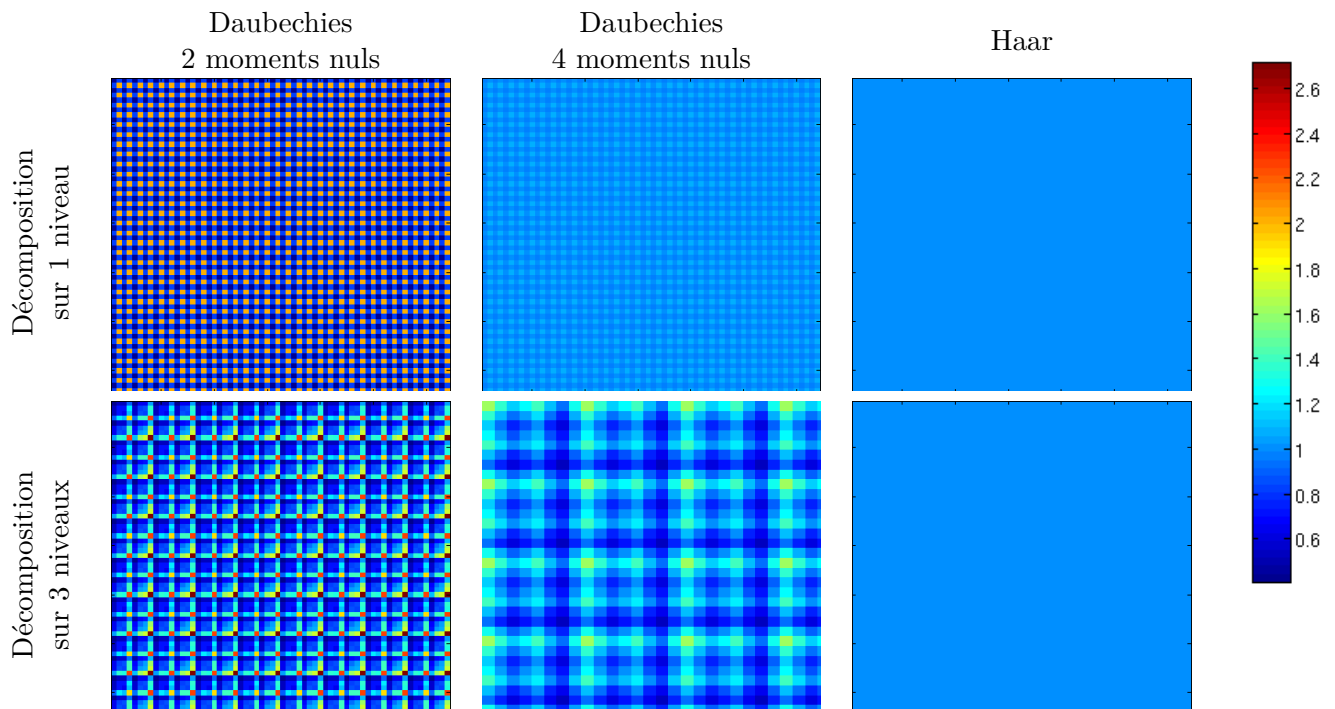 Daubechies
2 moments nuls
Daubechies
4 moments nuls
Haar
Décomposition
sur 1 niveau
Décomposition
sur 3 niveaux
2.6
2.4
2.2
2
1.8
1.6
1.4
1.2
1
0.8
0.6